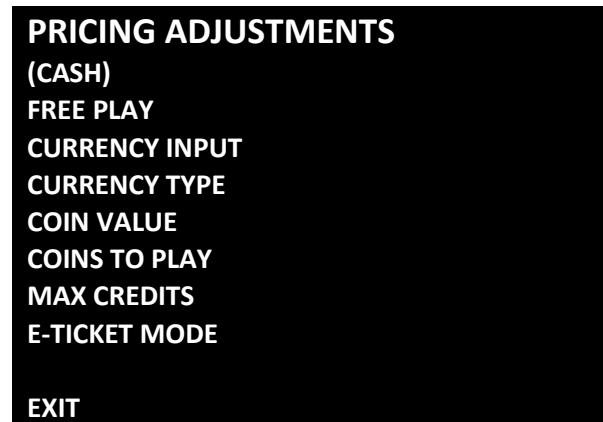 PRICING ADJUSTMENTS
(CASH)
FREE PLAY
CURRENCY INPUT
CURRENCY TYPE
COIN VALUE
COINS TO PLAY
MAX CREDITS
E-TICKET MODE
EXIT